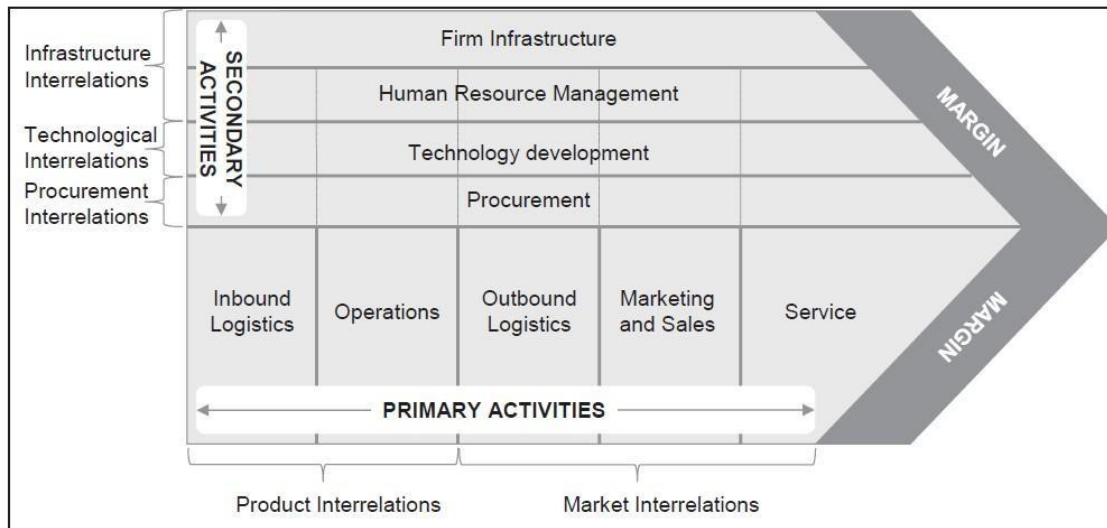 Infrastructure
Interrelations
Technological
Interrelations
Procurement
Interrelations
SECONDARY
ACTIVITIES
Firm Infrastructure
Human Resource Management
Technology development
Procurement
MARGIN
MARGIN
Inbound
Logistics
Operations
Outbound
Logistics
Marketing
and Sales
Service
PRIMARY ACTIVITIES
Product Interrelations
Market Interrelations